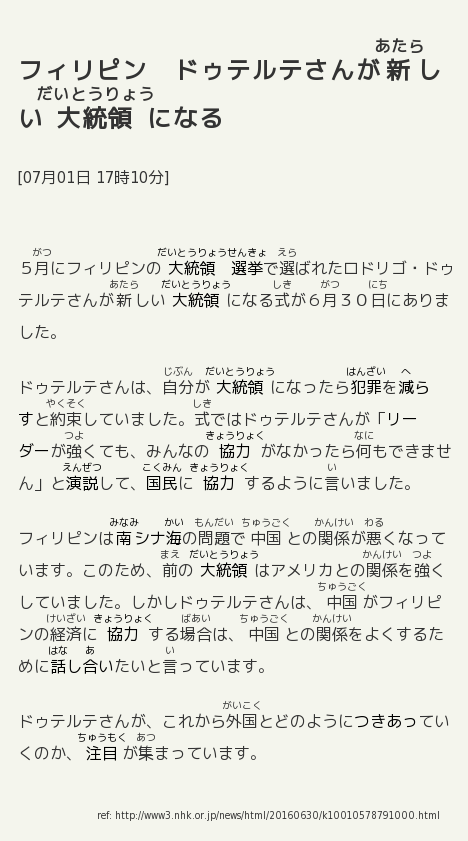 フィリピン　ドゥテルテさんが新し
い大統領になる
[07月01日 17時10分]
５月にフィリピンの大統領　選挙で選ばれたロドリゴ・ドゥ
テルテさんが新しい大統領になる式が６月３０日にありま
した。
ドゥテルテさんは、自分が大統領になったら犯罪を減ら
すと約束していました。式ではドゥテルテさんが「リー
ダーが強くても、みんなの協力がなかったら何もできませ
ん」と演説して、国民に協力するように言いました。
フィリピンは南シナ海の問題で中国との関係が悪くなって
います。このため、前の大統領はアメリカとの関係を強く
していました。しかしドゥテルテさんは、中国がフィリピ
ンの経済に協力する場合は、中国との関係をよくするた
めに話し合いたいと言っています。
ドゥテルテさんが、これから外国とどのようにつきあってい
くのか、注目が集まっています。
ref: http://www3.nhk.or.jp/news/html/20160630/k10010578791000.html